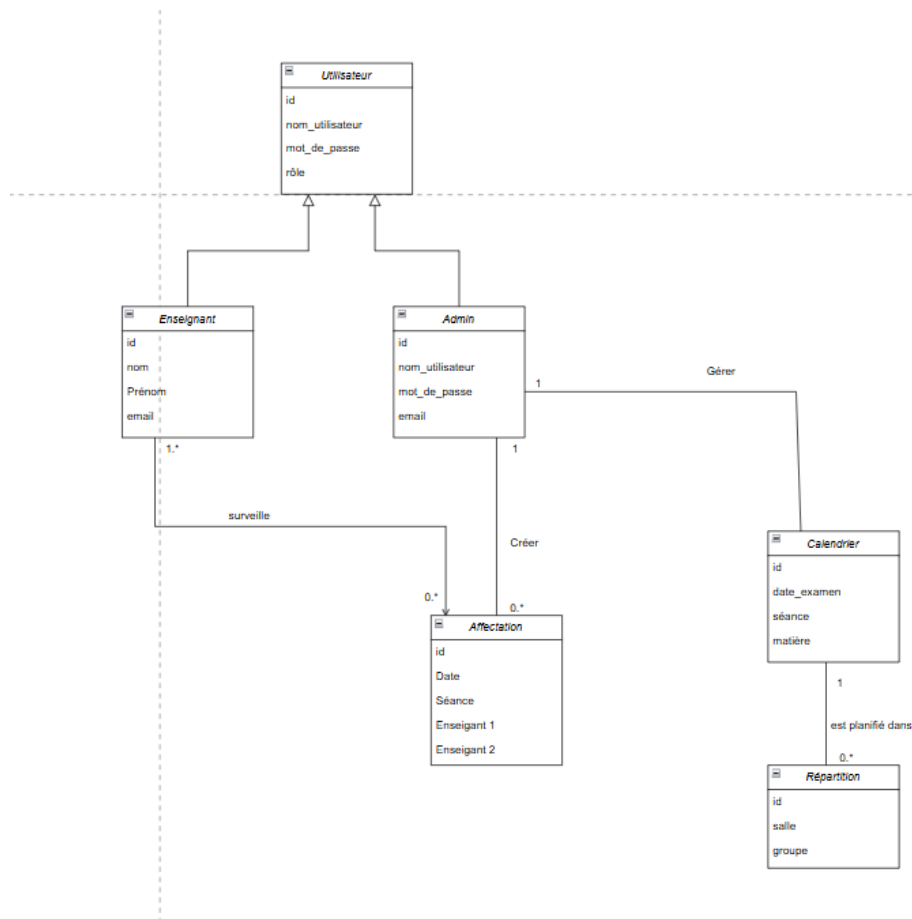 Utilisateur
id
nom_utilisateur
mot_de_passe
rôle
Enseignant
id
nom
Prénom
email
Admin
id
nom_utilisateur
mot_de_passe
email
Gérer
1
1.*
1
surveille
Créer
0.*
0.*
Affectation
id
Date
Séance
Enseigant 1
Enseigant 2
Calendrier
id
date_examen
séance
matière
1
est planifié dans
0.*
Répartition
id
salle
groupe